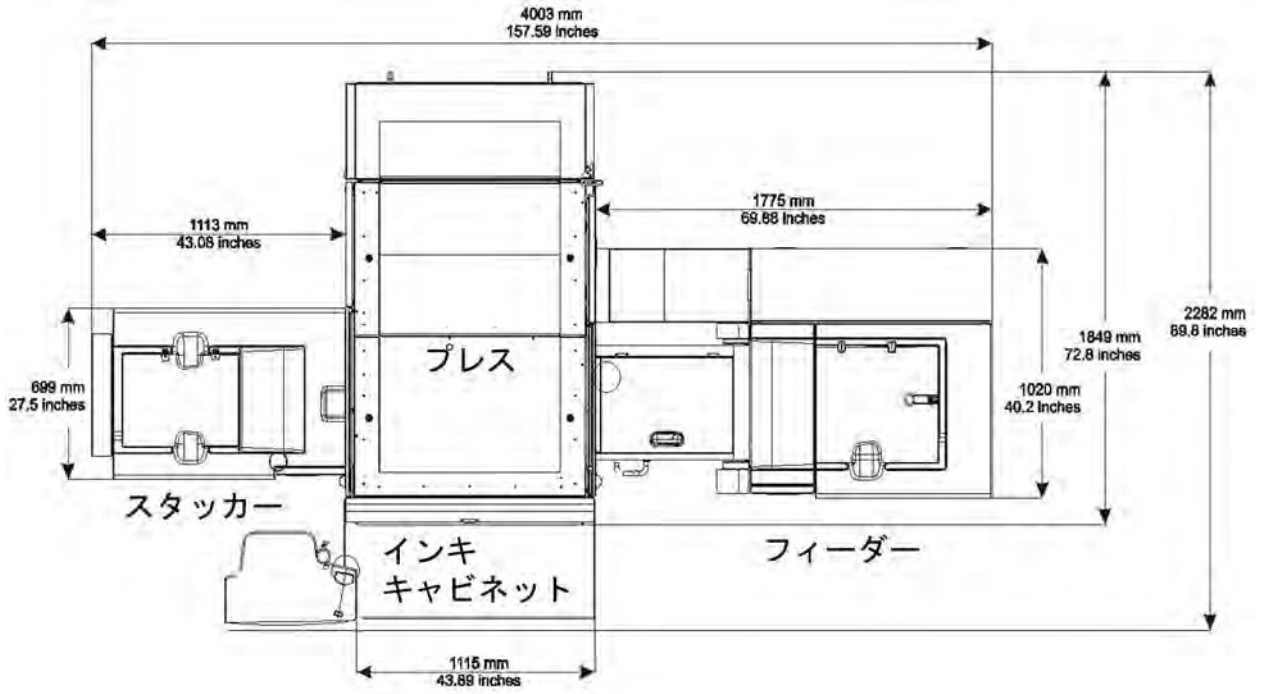 4003 mm
157.59 inches
1775 mm
69.88 inches
1113 mm
43.08 inches
2282 mm
89.8 inches
1849 mm
72.8 inches
プレス
699 mm
27.5 inches
1020 mm
40.2 inches
スタッカー
インキ
キャビネット
フィーダー
1115 mm
43.89 inches